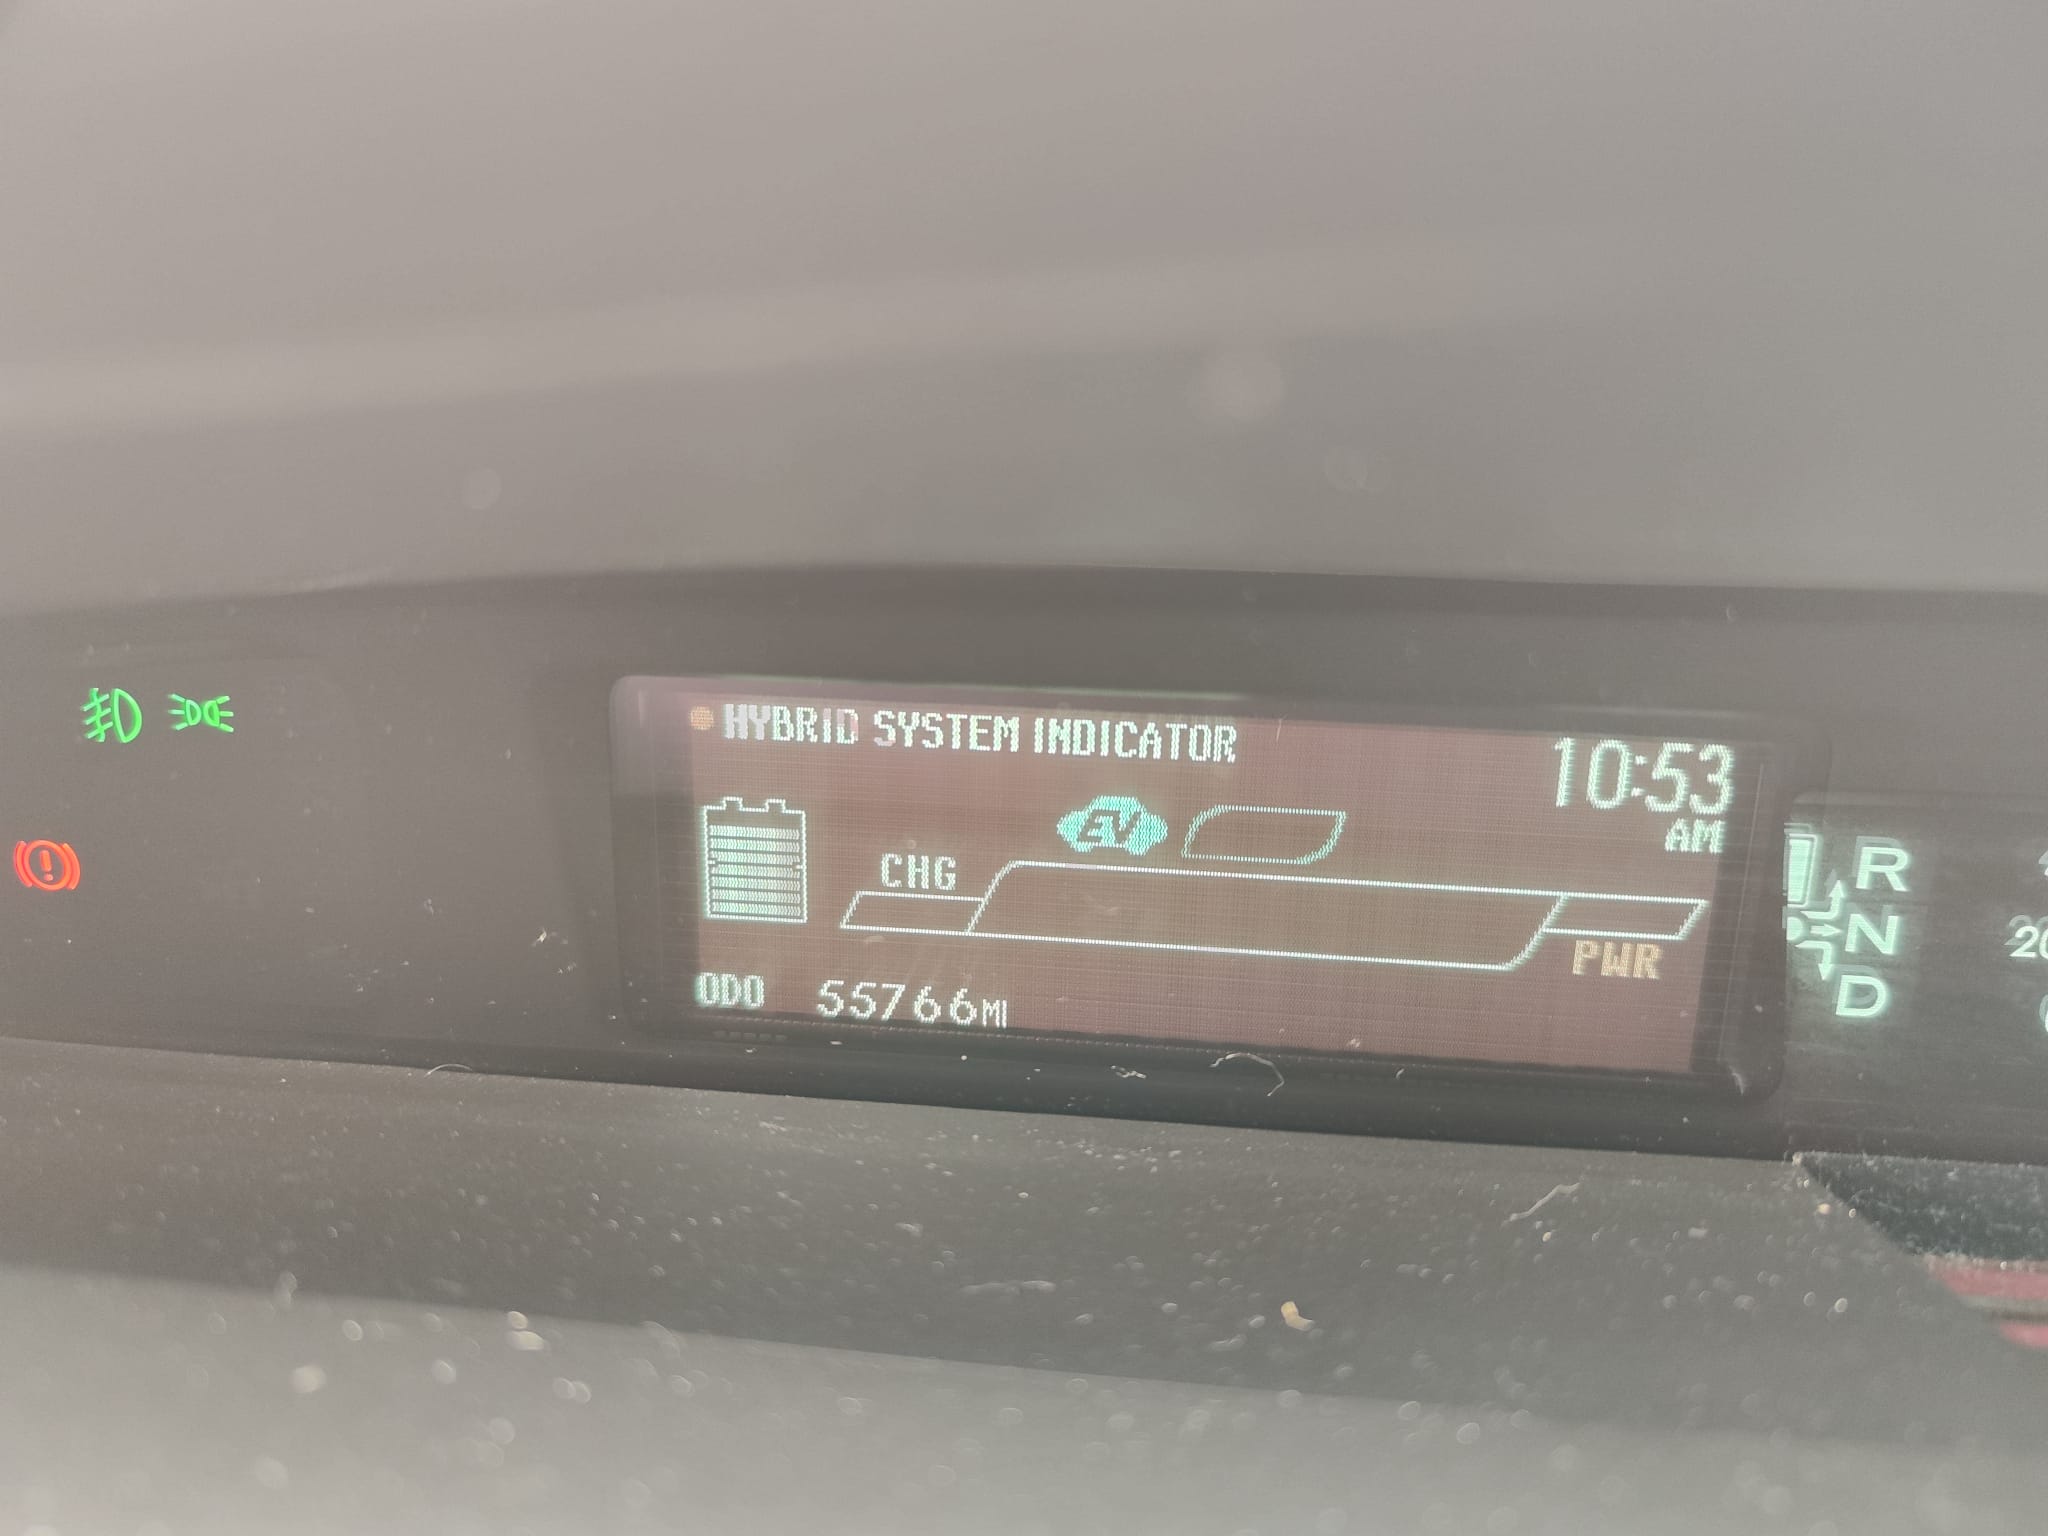 HYBRID SYSTEM INDICATOR
10:53
AM
EV
CHG
PWR
ODO 55766MI
R
N
D